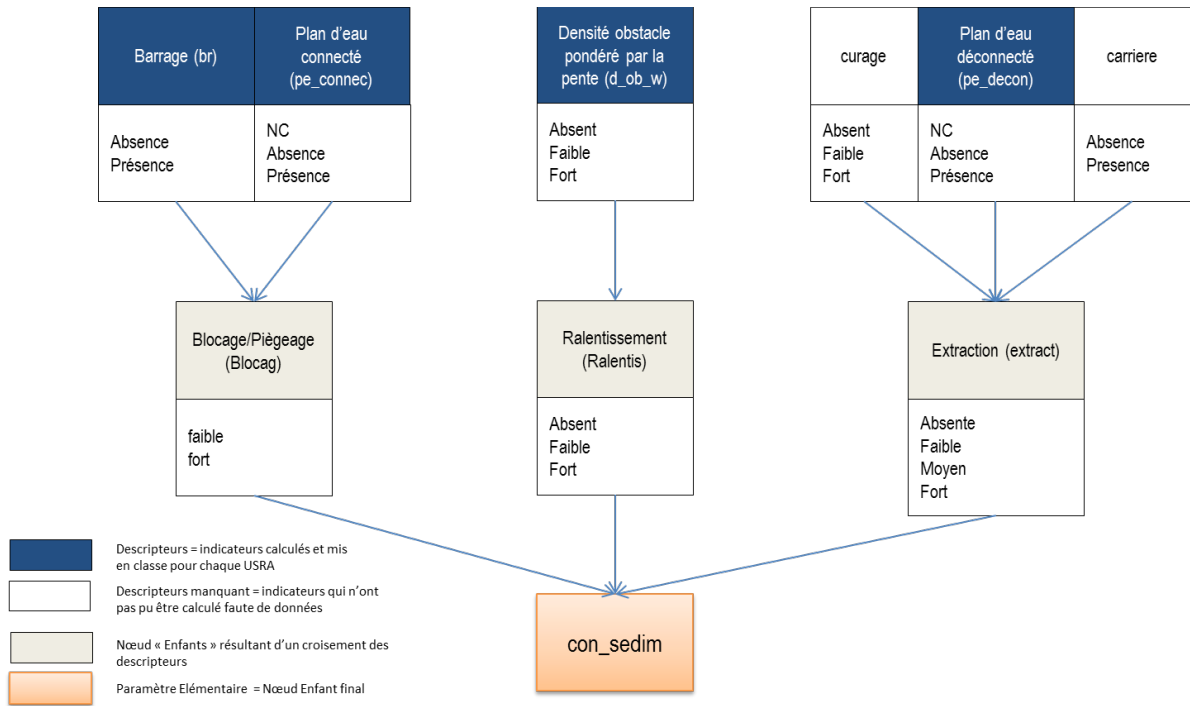 Barrage (br)
Plan d'eau
connecté
(pe_connec)
Absence
Présence
NC
Absence
Présence
Densité obstacle
pondéré par la
pente (d_ob_w)
Absent
Faible
Fort
curage
Plan d'eau
déconnecté
(pe_decon)
carriere
Absent
Faible
Fort
NC
Absence
Présence
Absence
Presence
Blocage/Piègeage
(Blocag)
faible
fort
Ralentissement
(Ralentis)
Absent
Faible
Fort
Extraction (extract)
Absente
Faible
Moyen
Fort
con_sedim
Descripteurs = indicateurs calculés et mis
en classe pour chaque USRA
Descripteurs manquant = indicateurs qui n'ont
pas pu être calculé faute de données
Nœud « Enfants » résultant d'un croisement des
descripteurs
Paramètre Elémentaire = Nœud Enfant final